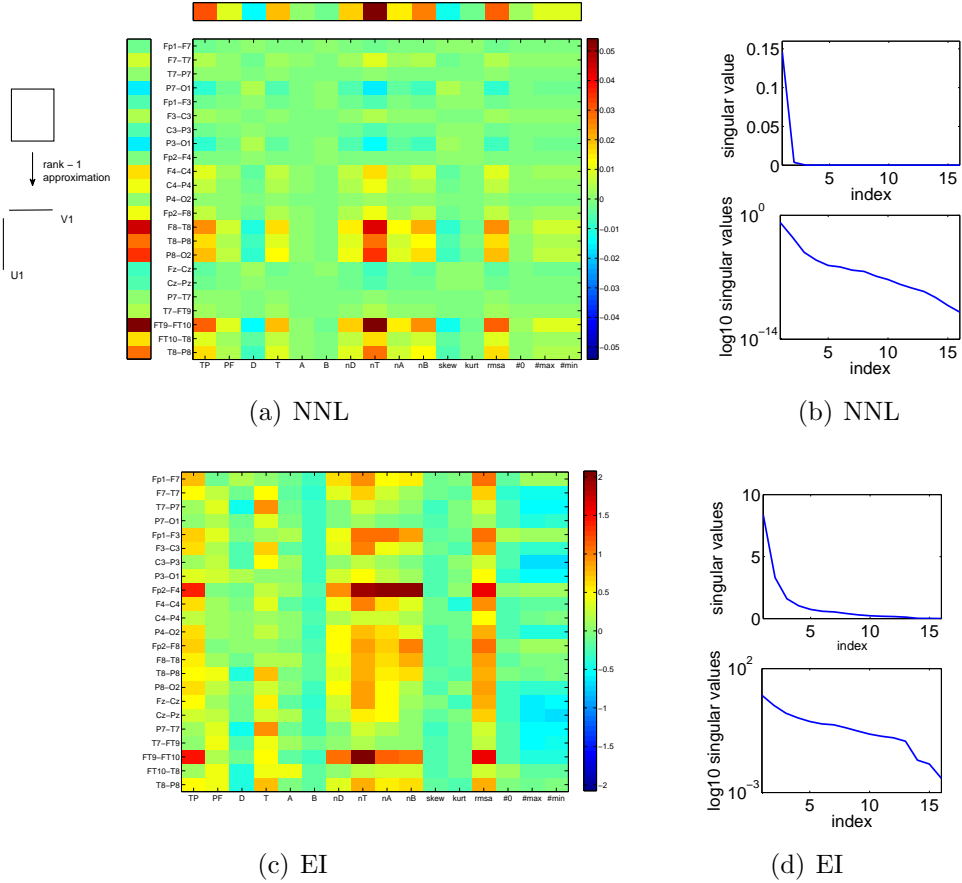 Fp1−F7
F7−T7
T7−P7
P7−O1
Fp1−F3
F3−C3
C3−P3
P3−O1
Fp2−F4
F4−C4
C4−P4
P4−O2
Fp2−F8
F8−T8
T8−P8
P8−O2
Fz−Cz
Cz−Pz
P7−T7
T7−FT9
FT9−FT10
FT10−T8
T8−P8
TP PF D T A B nD nT nA nB skew kurt rmsa #0 #max #min
0.05
0.04
0.03
0.02
0.01
0
−0.01
−0.02
−0.03
−0.04
−0.05
rank − 1
approximation
V1
U1
(a) NNL
singular value
0.15
0.1
0.05
0
5 10 15
index
log10 singular values
10^0
10^−14
5 10 15
index
(b) NNL
Fp1−F7
F7−T7
T7−P7
P7−O1
Fp1−F3
F3−C3
C3−P3
P3−O1
Fp2−F4
F4−C4
C4−P4
P4−O2
Fp2−F8
F8−T8
T8−P8
P8−O2
Fz−Cz
Cz−Pz
P7−T7
T7−FT9
FT9−FT10
FT10−T8
T8−P8
TP PF D T A B nD nT nA nB skew kurt rmsa #0 #max #min
2
1.5
1
0.5
0
−0.5
−1
−1.5
−2
(c) EI
singular values
10
5
0
5 10 15
index
log10 singular values
10^2
10^−3
5 10 15
index
(d) EI